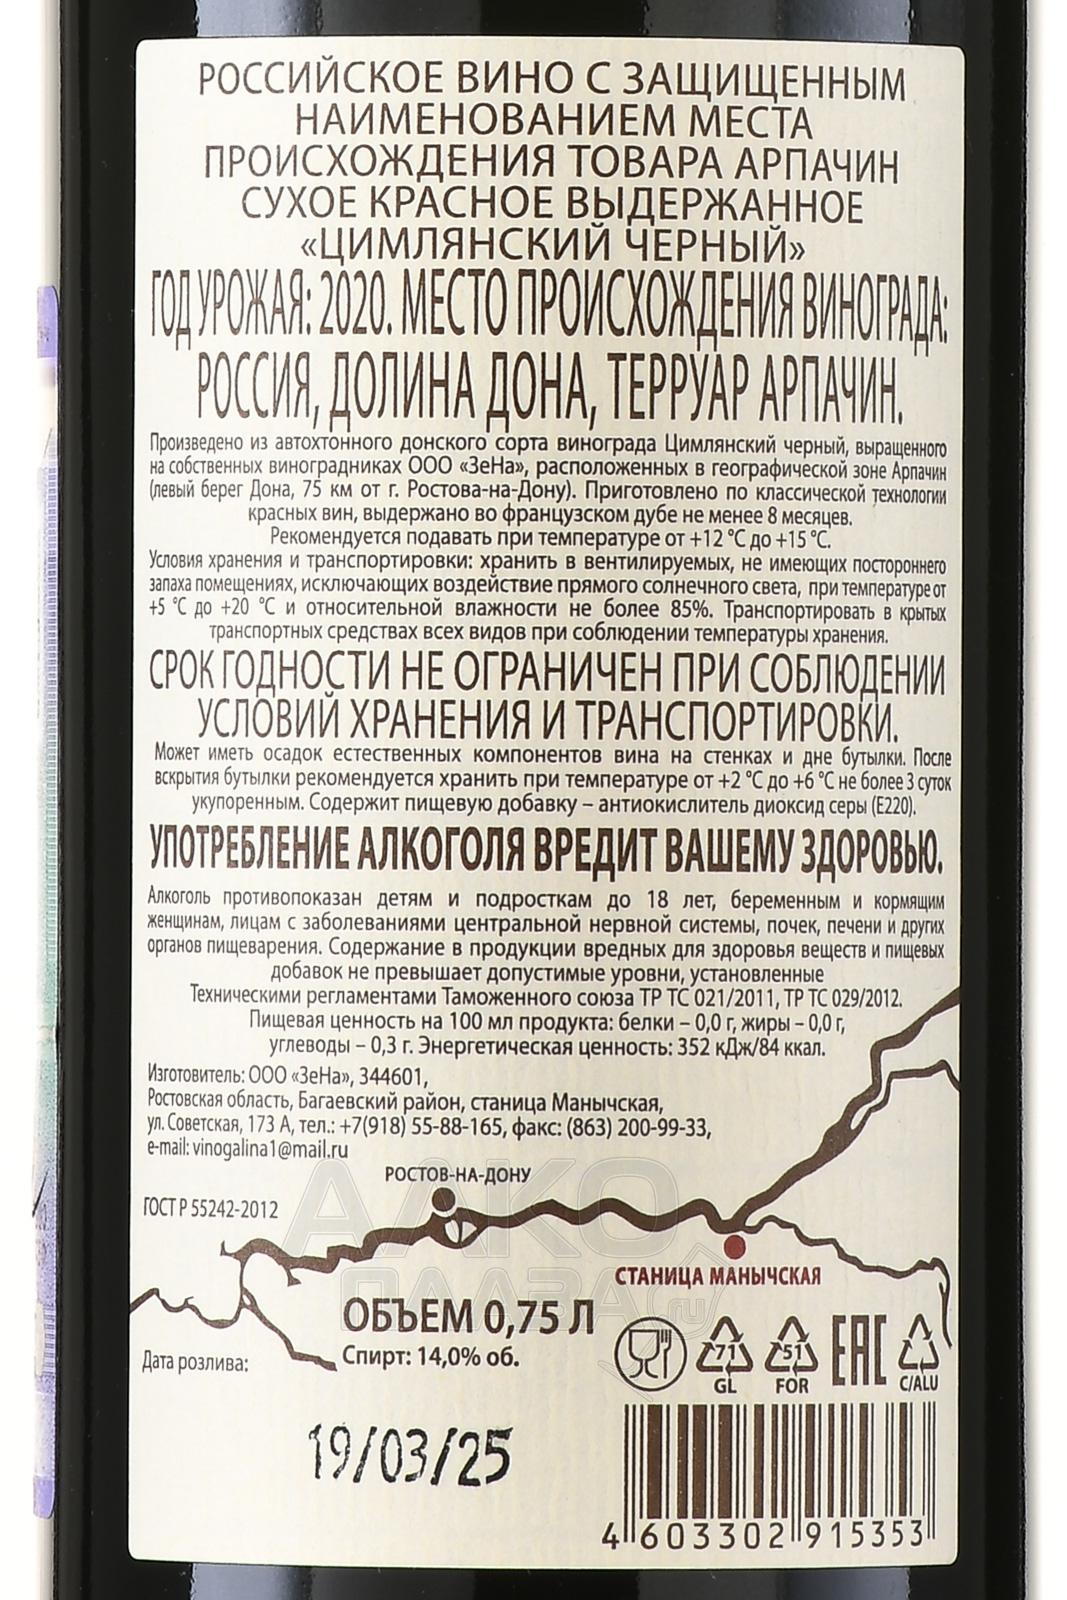 РОССИЙСКОЕ ВИНО С ЗАЩИЩЕННЫМ
НАИМЕНОВАНИЕМ МЕСТА
ПРОИСХОЖДЕНИЯ ТОВАРА АРПАЧИН
СУХОЕ КРАСНОЕ ВЫДЕРЖАННОЕ
«ЦИМЛЯНСКИЙ ЧЕРНЫЙ»
ГОД УРОЖАЯ: 2020. МЕСТО ПРОИСХОЖДЕНИЯ ВИНОГРАДА:
РОССИЯ, ДОЛИНА ДОНА, ТЕРРУАР АРПАЧИН.
Произведено из автохтонного донского сорта винограда Цимлянский черный, выращенного
на собственных виноградниках ООО «ЗеНа», расположенных в географической зоне Арпачин
(левый берег Дона, 75 км от г. Ростова-на-Дону). Приготовлено по классической технологии
красных вин, выдержано во французском дубе не менее 8 месяцев.
Рекомендуется подавать при температуре от +12 °С до +15 °С.
Условия хранения и транспортировки: хранить в вентилируемых, не имеющих постороннего
запаха помещениях, исключающих воздействие прямого солнечного света, при температуре от
+5 °С до +20 °С и относительной влажности не более 85%. Транспортировать в крытых
транспортных средствах всех видов при соблюдении температуры хранения.
СРОК ГОДНОСТИ НЕ ОГРАНИЧЕН ПРИ СОБЛЮДЕНИИ
УСЛОВИЙ ХРАНЕНИЯ И ТРАНСПОРТИРОВКИ.
Может иметь осадок естественных компонентов вина на стенках и дне бутылки. После
вскрытия бутылки рекомендуется хранить при температуре от +2 °С до +6 °С не более 3 суток
укупоренным. Содержит пищевую добавку – антиокислитель диоксид серы (Е220).
УПОТРЕБЛЕНИЕ АЛКОГОЛЯ ВРЕДИТ ВАШЕМУ ЗДОРОВЬЮ.
Алкоголь противопоказан детям и подросткам до 18 лет, беременным и кормящим
женщинам, лицам с заболеваниями центральной нервной системы, почек, печени и других
органов пищеварения. Содержание в продукции вредных для здоровья веществ и пищевых
добавок не превышает допустимые уровни, установленные
Техническими регламентами Таможенного союза ТР ТС 021/2011, ТР ТС 029/2012.
Пищевая ценность на 100 мл продукта: белки – 0,0 г, жиры – 0,0 г,
углеводы – 0,3 г. Энергетическая ценность: 352 кДж/84 ккал.
Изготовитель: ООО «ЗеНа», 344601,
Ростовская область, Багаевский район, станица Манычская,
ул. Советская, 173 А, тел.: +7(918) 55-88-165, факс: (863) 200-99-33,
e-mail: vinogalina1@mail.ru
РОСТОВ-НА-ДОНУ
ГОСТ Р 55242-2012
АЛКО
ПЛАЗА.ru
СТАНИЦА МАНЫЧСКАЯ
ОБЪЕМ 0,75 Л
Спирт: 14,0% об.
Дата розлива:
71 51 EAC
GL FOR C/ALU
19/03/25
4 603302 915353